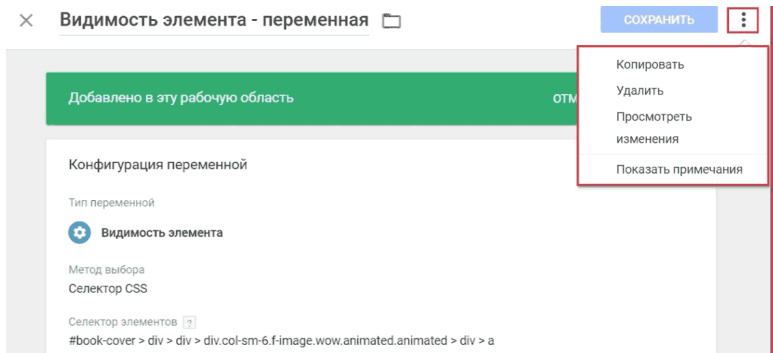 Видимость элемента - переменная
СОХРАНИТЬ
Копировать
Удалить
Просмотреть
изменения
Показать примечания
Добавлено в эту рабочую область
ОТМ
Конфигурация переменной
Тип переменной
Видимость элемента
Метод выбора
Селектор CSS
Селектор элементов ?
#book-cover > div > div > div.col-sm-6.f-image.wow.animated.animated > div > a